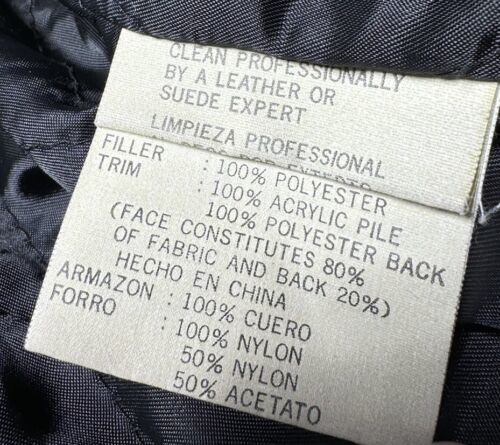 CLEAN PROFESSIONALLY
BY A LEATHER OR
SUEDE EXPERT
LIMPIEZA PROFESSIONAL
FILLER : 100% POLYESTER
TRIM : 100% ACRYLIC PILE
100% POLYESTER BACK
(FACE CONSTITUTES 80%
OF FABRIC AND BACK 20%)
HECHO EN CHINA
ARMAZON : 100% CUERO
FORRO : 100% NYLON
50% NYLON
50% ACETATO